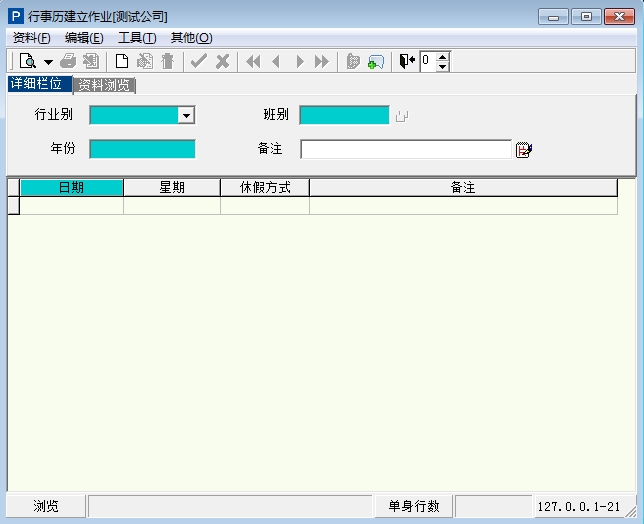 行事历建立作业[测试公司]
资料(F) 编辑(E) 工具(T) 其他(O)
0
详细栏位 资料浏览
行业别 班别
年份 备注
日期 星期 休假方式 备注
浏览 单身行数 127.0.0.1-21